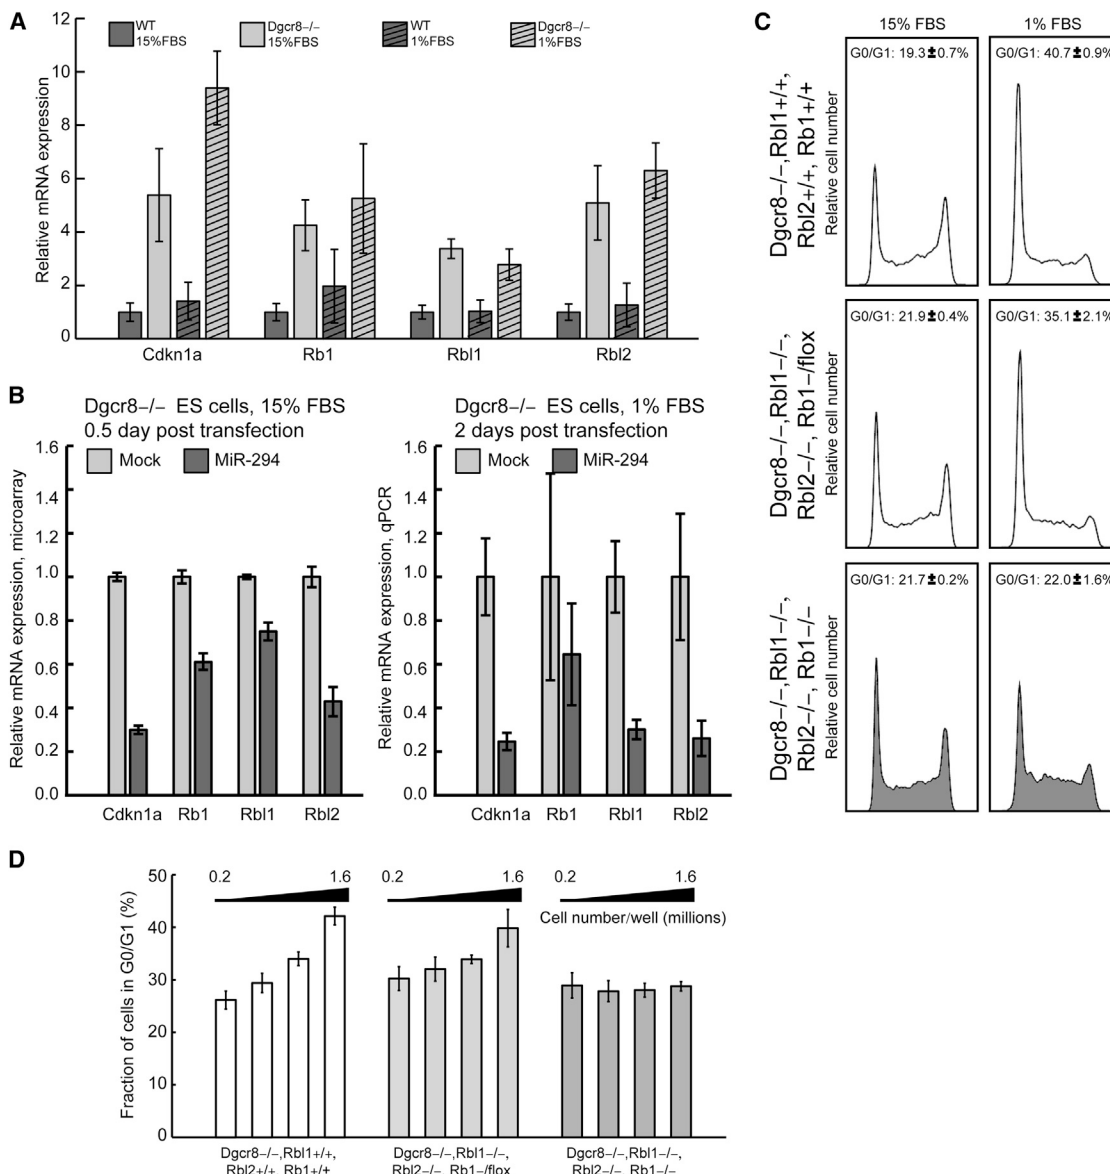 A
WT
15%FBS
Dgcr8−/−
15%FBS
WT
1%FBS
Dgcr8−/−
1%FBS
Relative mRNA expression
12
10
8
6
4
2
0
Cdkn1a
Rb1
Rbl1
Rbl2
B
Dgcr8−/− ES cells, 15% FBS
0.5 day post transfection
Mock
MiR-294
Relative mRNA expression, microarray
1.6
1.4
1.2
1.0
0.8
0.6
0.4
0.2
0.0
Cdkn1a
Rb1
Rbl1
Rbl2
Dgcr8−/− ES cells, 1% FBS
2 days post transfection
Mock
MiR-294
Relative mRNA expression, qPCR
1.6
1.4
1.2
1.0
0.8
0.6
0.4
0.2
0.0
Cdkn1a
Rb1
Rbl1
Rbl2
C
15% FBS
1% FBS
Dgcr8−/−,Rbl1+/+,
Rbl2+/+, Rb1+/+
Relative cell number
G0/G1: 19.3±0.7%
G0/G1: 40.7±0.9%
Dgcr8−/−,Rbl1−/−,
Rbl2−/−, Rb1−/flox
Relative cell number
G0/G1: 21.9±0.4%
G0/G1: 35.1±2.1%
Dgcr8−/−,Rbl1−/−,
Rbl2−/−, Rb1−/−
Relative cell number
G0/G1: 21.7±0.2%
G0/G1: 22.0±1.6%
D
Fraction of cells in G0/G1 (%)
50
40
30
20
10
0
0.2
1.6
0.2
1.6
0.2
1.6
Cell number/well (millions)
Dgcr8−/−,Rbl1+/+,
Rbl2+/+, Rb1+/+
Dgcr8−/−,Rbl1−/−,
Rbl2−/−, Rb1−/flox
Dgcr8−/−,Rbl1−/−,
Rbl2−/−, Rb1−/−